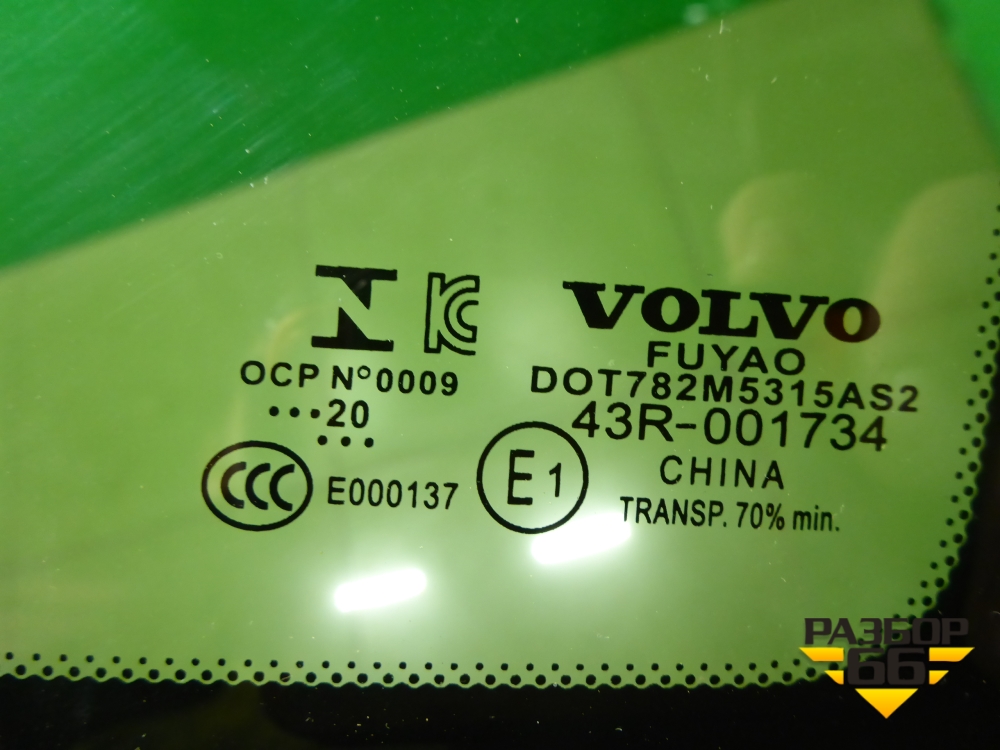 VOLVO
FUYAO
DOT782M5315AS2
43R-001734
CHINA
TRANSP. 70% min.
OCP N°0009
•••20
•••
CCC E000137
E1
РАЗБОР
66